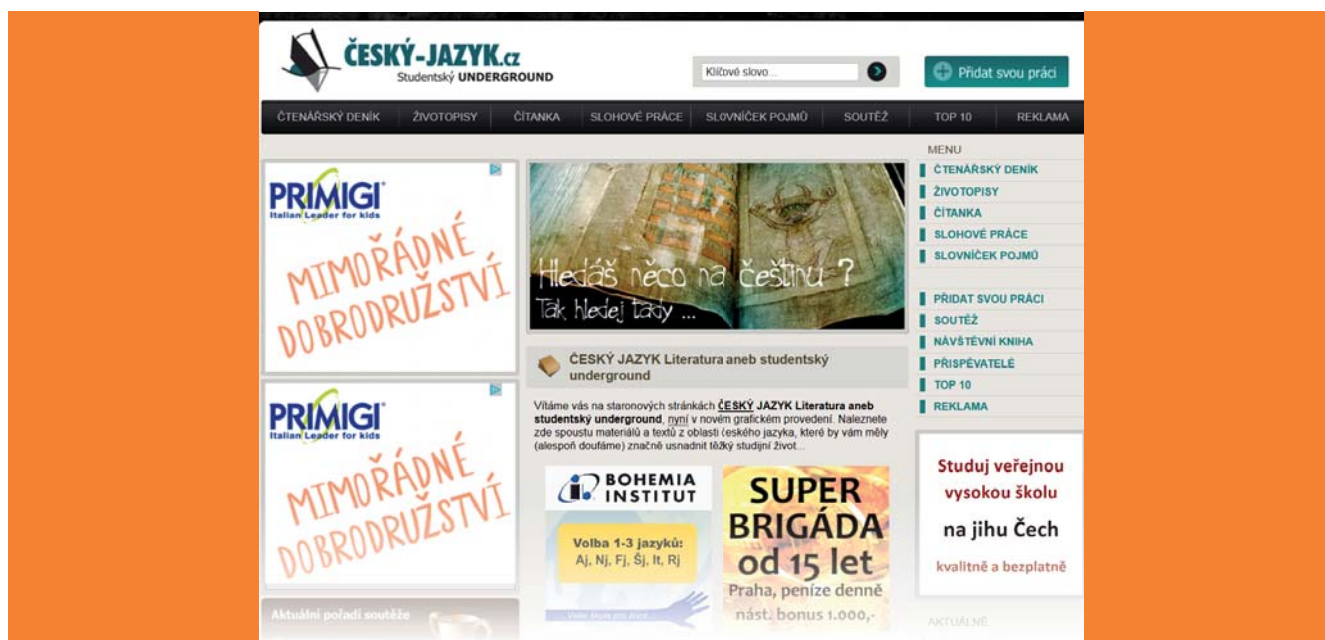 ČESKÝ-JAZYK.cz
Studentský UNDERGROUND
Klíčové slovo...
Přidat svou práci
ČTENÁŘSKÝ DENÍK
ŽIVOTOPISY
ČÍTANKA
SLOHOVÉ PRÁCE
SLOVNÍČEK POJMŮ
SOUTĚŽ
TOP 10
REKLAMA
PRIMIGI
Italian Leader for kids
MIMOŘÁDNÉ
DOBRODRUŽSTVÍ
PRIMIGI
Italian Leader for kids
MIMOŘÁDNÉ
DOBRODRUŽSTVÍ
Aktuální pořadí soutěže
Hledáš něco na češtinu ?
Tak hledej tady ...
ČESKÝ JAZYK Literatura aneb studentský
underground
Vítáme vás na staronových stránkách ČESKÝ JAZYK Literatura aneb
studentský underground, nyní v novém grafickém provedení. Naleznete
zde spoustu materiálů a textů z oblasti českého jazyka, které by vám měly
(alespoň doufáme) značně usnadnit těžký studijní život...
BOHEMIA
INSTITUT
Volba 1-3 jazyků:
Aj, Nj, Fj, Šj, It, Rj
SUPER
BRIGÁDA
od 15 let
Praha, peníze denně
nást. bonus 1.000,-
MENU
ČTENÁŘSKÝ DENÍK
ŽIVOTOPISY
ČÍTANKA
SLOHOVÉ PRÁCE
SLOVNÍČEK POJMŮ
PŘIDAT SVOU PRÁCI
SOUTĚŽ
NÁVŠTĚVNÍ KNIHA
PŘISPĚVATELÉ
TOP 10
REKLAMA
Studuj veřejnou
vysokou školu
na jihu Čech
kvalitně a bezplatně
AKTUÁLNĚ